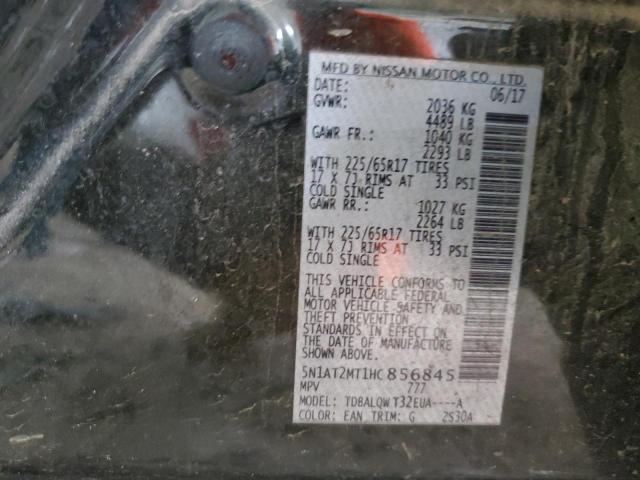 MFD BY NISSAN MOTOR CO., LTD.
DATE: 06/17
GVWR: 2036 KG
4489 LB
GAWR FR.: 1040 KG
2293 LB
WITH 225/65R17 TIRES
17 X 7J RIMS AT 33 PSI
COLD SINGLE
GAWR RR.: 1027 KG
2264 LB
WITH 225/65R17 TIRES
17 X 7J RIMS AT 33 PSI
COLD SINGLE
THIS VEHICLE CONFORMS TO
ALL APPLICABLE FEDERAL
MOTOR VEHICLE SAFETY AND
THEFT PREVENTION
STANDARDS IN EFFECT ON
THE DATE OF MANUFACTURE
SHOWN ABOVE.
5N1AT2MT1HC856845
MPV 777
MODEL: TDBALQW T32EUA----A
COLOR: EAN TRIM: G 2S30A